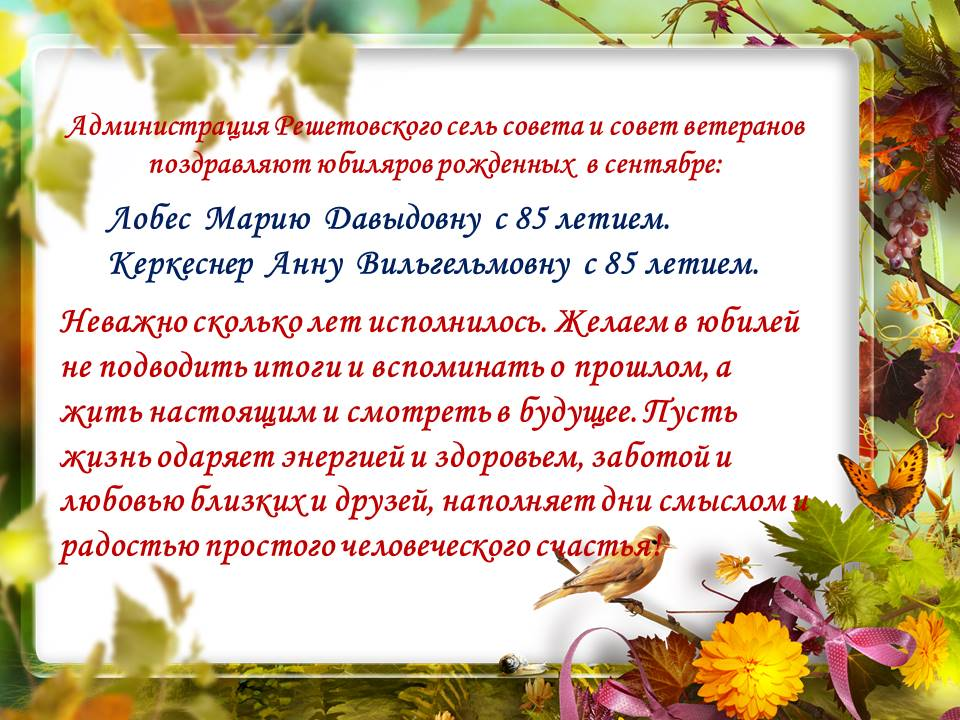 Администрация Решетовского сель совета и совет ветеранов
поздравляют юбиляров рожденных в сентябре:
Лобес Марию Давыдовну с 85 летием.
Керкеснер Анну Вильгельмовну с 85 летием.
Неважно сколько лет исполнилось. Желаем в юбилей
не подводить итоги и вспоминать о прошлом, а
жить настоящим и смотреть в будущее. Пусть
жизнь одаряет энергией и здоровьем, заботой и
любовью близких и друзей, наполняет дни смыслом и
радостью простого человеческого счастья!